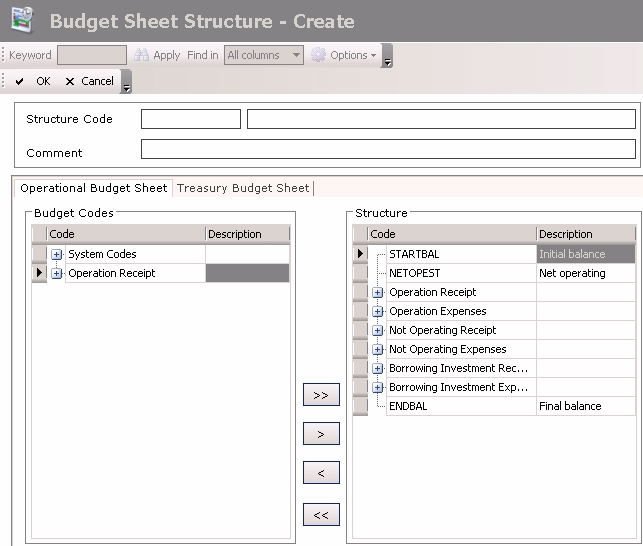 Budget Sheet Structure - Create
Keyword Apply Find in All columns Options
OK Cancel
Structure Code
Comment
Operational Budget Sheet Treasury Budget Sheet
Budget Codes
Code Description
System Codes
Operation Receipt
>>
>
<
<<
Structure
Code Description
STARTBAL Initial balance
NETOPEST Net operating
Operation Receipt
Operation Expenses
Not Operating Receipt
Not Operating Expenses
Borrowing Investment Rec...
Borrowing Investment Exp...
ENDBAL Final balance